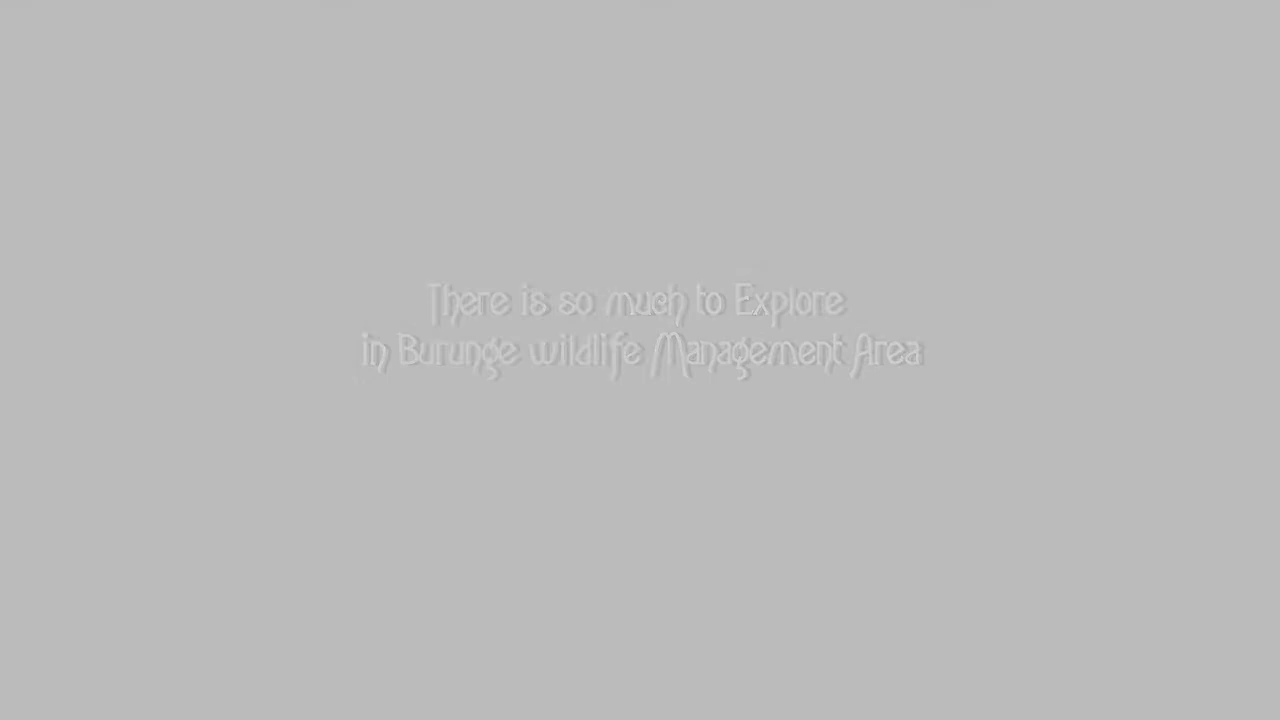 There is so much to Explore
in Burunge wildlife Management Area